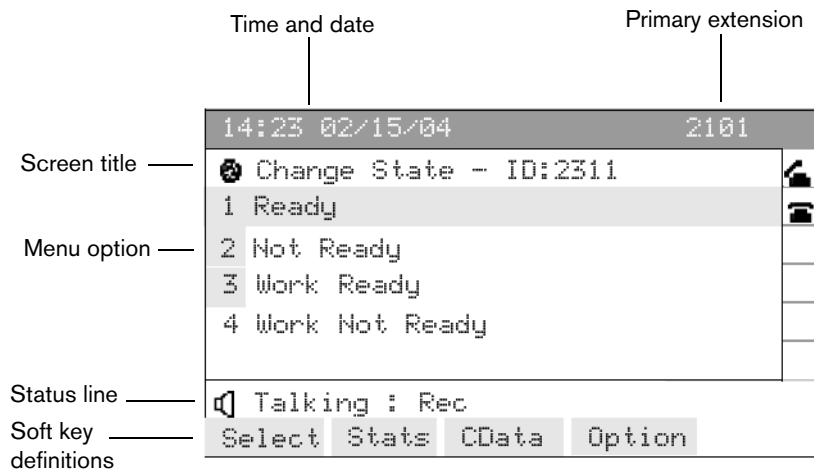 Time and date
Primary extension
14:23 02/15/04 2101
Screen title
Change State - ID:2311
1 Ready
Menu option
2 Not Ready
3 Work Ready
4 Work Not Ready
Status line
Talking : Rec
Soft key
definitions
Select Stats CData Option